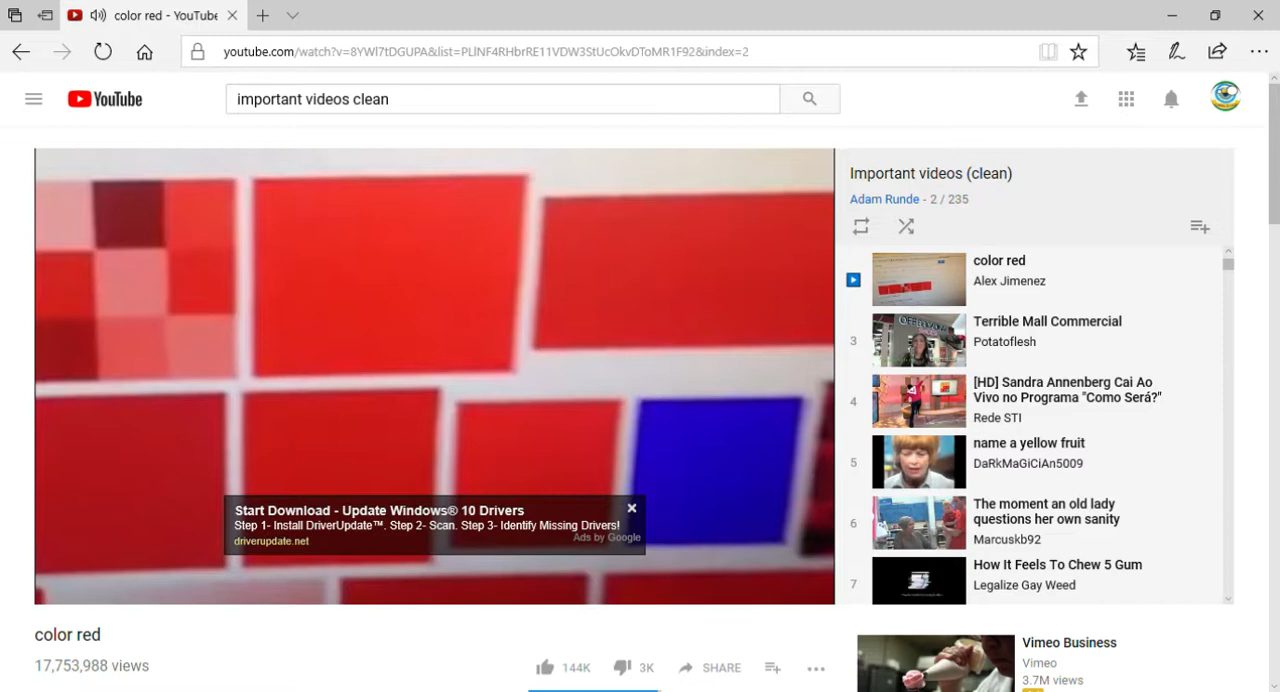 color red - YouTube
youtube.com/watch?v=8YWl7tDGUPA&list=PLlNF4RHbrRE11VDW3StUcOkvDToMR1F92&index=2
YouTube
important videos clean
Important videos (clean)
Adam Runde - 2 / 235
color red
Alex Jimenez
3
Terrible Mall Commercial
Potatoflesh
4
[HD] Sandra Annenberg Cai Ao
Vivo no Programa "Como Será?"
Rede STI
5
name a yellow fruit
DaRkMaGiCiAn5009
6
The moment an old lady
questions her own sanity
Marcuskb92
7
How It Feels To Chew 5 Gum
Legalize Gay Weed
Start Download - Update Windows® 10 Drivers
Step 1- Install DriverUpdate™. Step 2- Scan. Step 3- Identify Missing Drivers!
driverupdate.net
Ads by Google
color red
17,753,988 views
144K
3K
SHARE
Vimeo Business
Vimeo
3.7M views